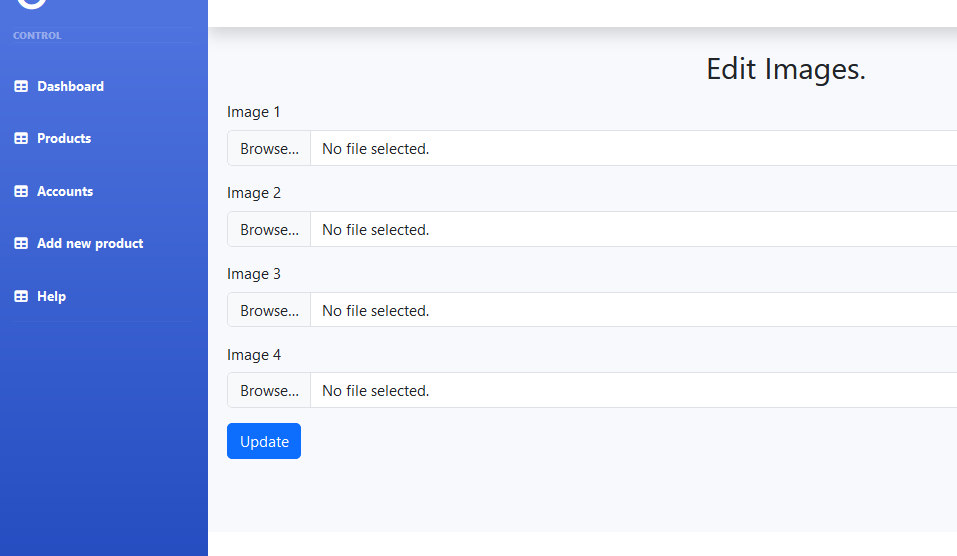 CONTROL
Dashboard
Products
Accounts
Add new product
Help
Edit Images.
Image 1
Browse... No file selected.
Image 2
Browse... No file selected.
Image 3
Browse... No file selected.
Image 4
Browse... No file selected.
Update